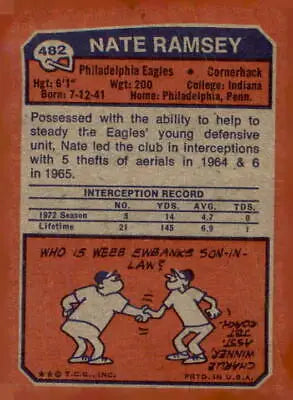 482 NATE RAMSEY
Philadelphia Eagles • Cornerback
Hgt: 6'1" Wgt: 200 College: Indiana
Born: 7-12-41 Home: Philadelphia, Penn.
Possessed with the ability to help to
steady the Eagles' young defensive
unit, Nate led the club in interceptions
with 5 thefts of aerials in 1964 & 6
in 1965.
INTERCEPTION RECORD
NO. YDS. AVG. TDS.
1972 Season 3 14 4.7 0
Lifetime 21 145 6.9 1
WHO IS WEEB EWBANKS SON-IN-
LAW?
CHARLIE
WINNER,
JET
ASST.
COACH.
★★© T.C.G., INC. PRTD. IN U.S.A.